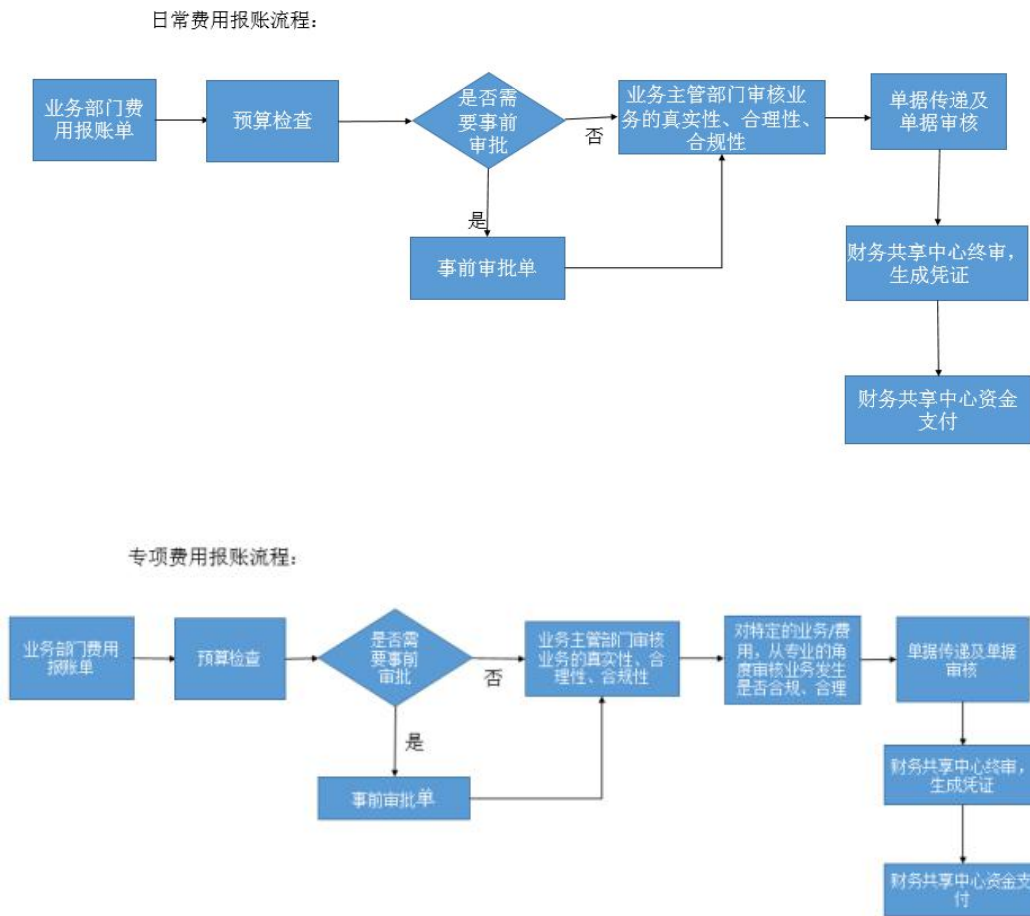 日常费用报账流程：
业务部门费
用报账单
预算检查
是否需
要事前
审批
否
业务主管部门审核业
务的真实性、合理性、
合规性
单据传递及
单据审核
是
事前审批单
财务共享中心终审，
生成凭证
财务共享中心资金
支付
专项费用报账流程：
业务部门费用
报账单
预算检查
是否需
要事前
审批
否
业务主管部门审核
业务的真实性、合
理性、合规性
对特定的业务/费
用，从专业的角
度审核业务发生
是否合规、合理
单据传递及单据
审核
是
事前审批单
财务共享中心终审，
生成凭证
财务共享中心资金支
付